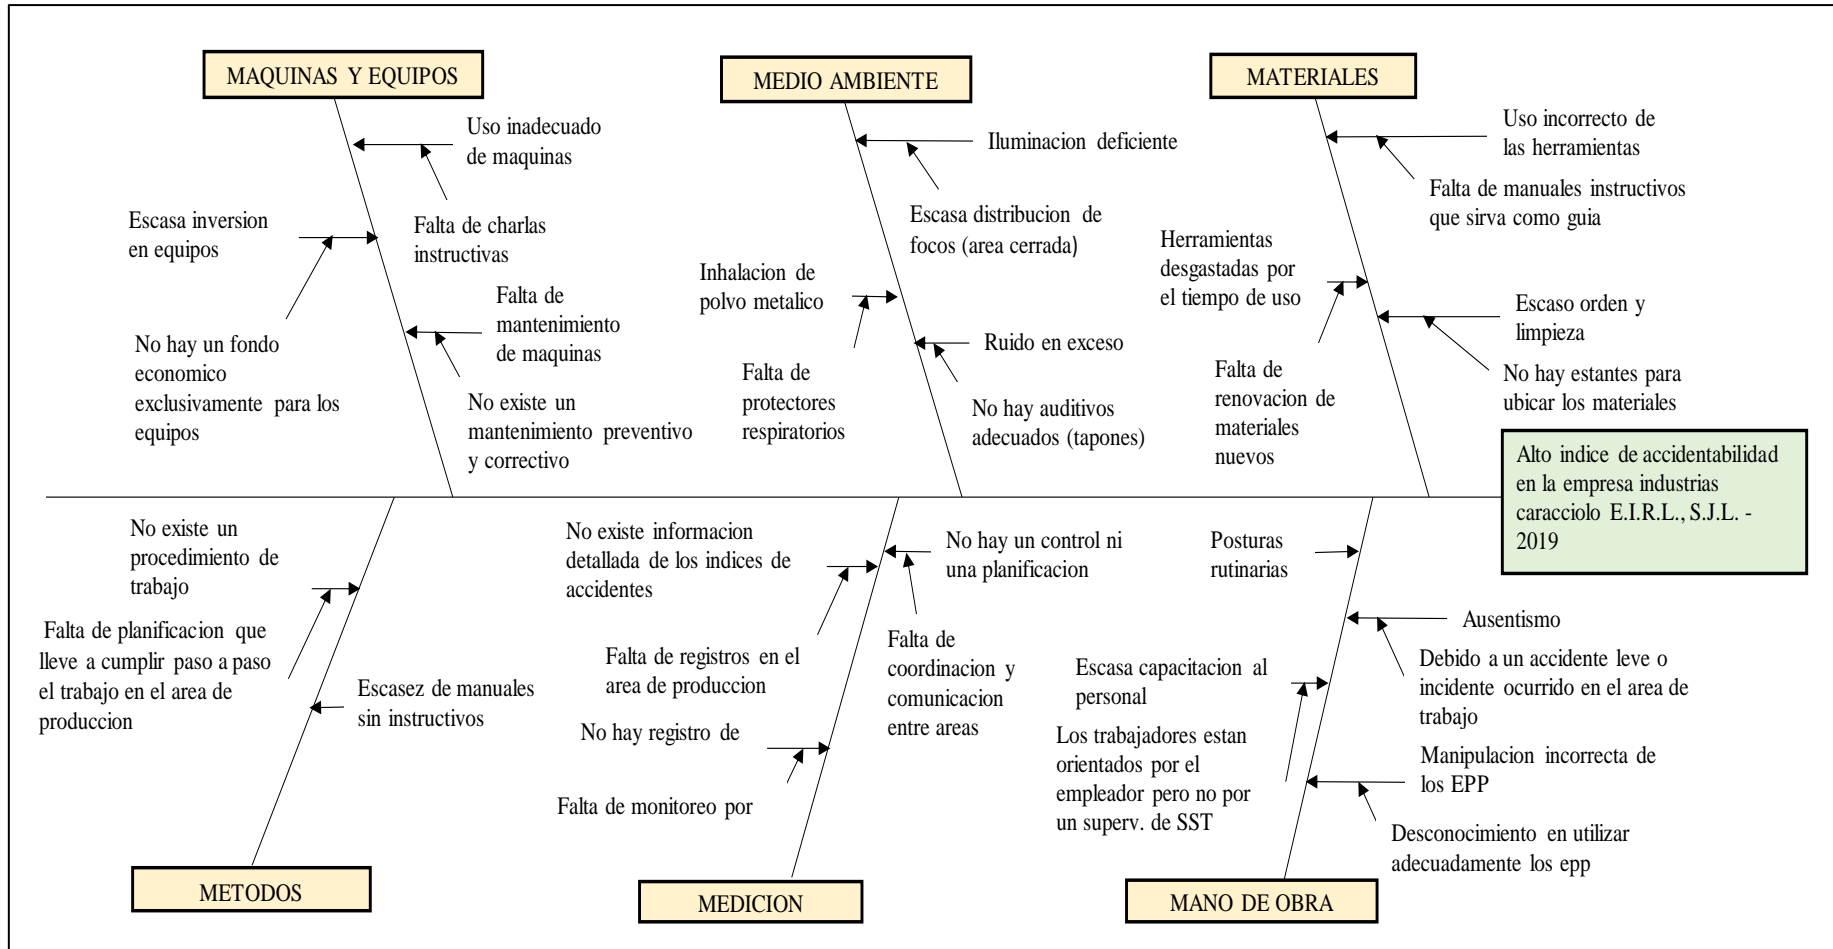 MAQUINAS Y EQUIPOS
Uso inadecuado
de maquinas
Falta de charlas
instructivas
Escasa inversion
en equipos
No hay un fondo
economico
exclusivamente para los
equipos
Falta de
mantenimiento
de maquinas
No existe un
mantenimiento preventivo
y correctivo
MEDIO AMBIENTE
Iluminacion deficiente
Escasa distribucion de
focos (area cerrada)
Inhalacion de
polvo metalico
Falta de
protectores
respiratorios
Ruido en exceso
No hay auditivos
adecuados (tapones)
MATERIALES
Uso incorrecto de
las herramientas
Falta de manuales instructivos
que sirva como guia
Herramientas
desgastadas por
el tiempo de uso
Falta de
renovacion de
materiales
nuevos
Escaso orden y
limpieza
No hay estantes para
ubicar los materiales
Alto indice de accidentabilidad
en la empresa industrias
caracciolo E.I.R.L., S.J.L. -
2019
No existe un
procedimiento de
trabajo
Falta de planificacion que
lleve a cumplir paso a paso
el trabajo en el area de
produccion
Escasez de manuales
sin instructivos
METODOS
No existe informacion
detallada de los indices de
accidentes
Falta de registros en el
area de produccion
No hay un control ni
una planificacion
Falta de
coordinacion y
comunicacion
entre areas
No hay registro de
Falta de monitoreo por
MEDICION
Posturas
rutinarias
Ausentismo
Debido a un accidente leve o
incidente ocurrido en el area de
trabajo
Escasa capacitacion al
personal
Los trabajadores estan
orientados por el
empleador pero no por
un superv. de SST
Manipulacion incorrecta de
los EPP
Desconocimiento en utilizar
adecuadamente los epp
MANO DE OBRA